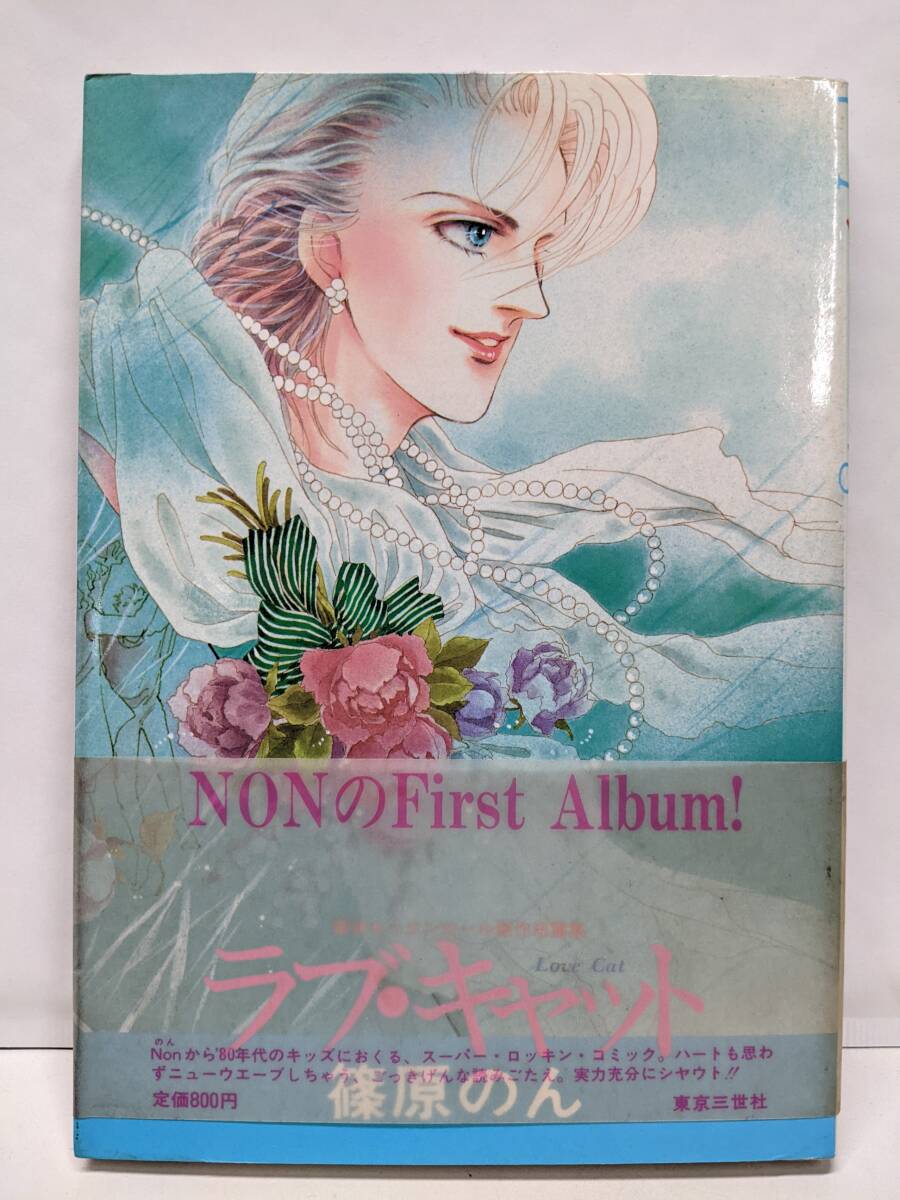 NONのFirst Album!
Love Cat
ラブ・キャット
のん
Nonから'80年代のキッズにおくる、スーパー・ロッキン・コミック。ハートも思わ
ずニューウエーブしちゃう、ごっきげんな読みごたえ。実力充分にシャウト!!
篠原のん
定価800円
東京三世社